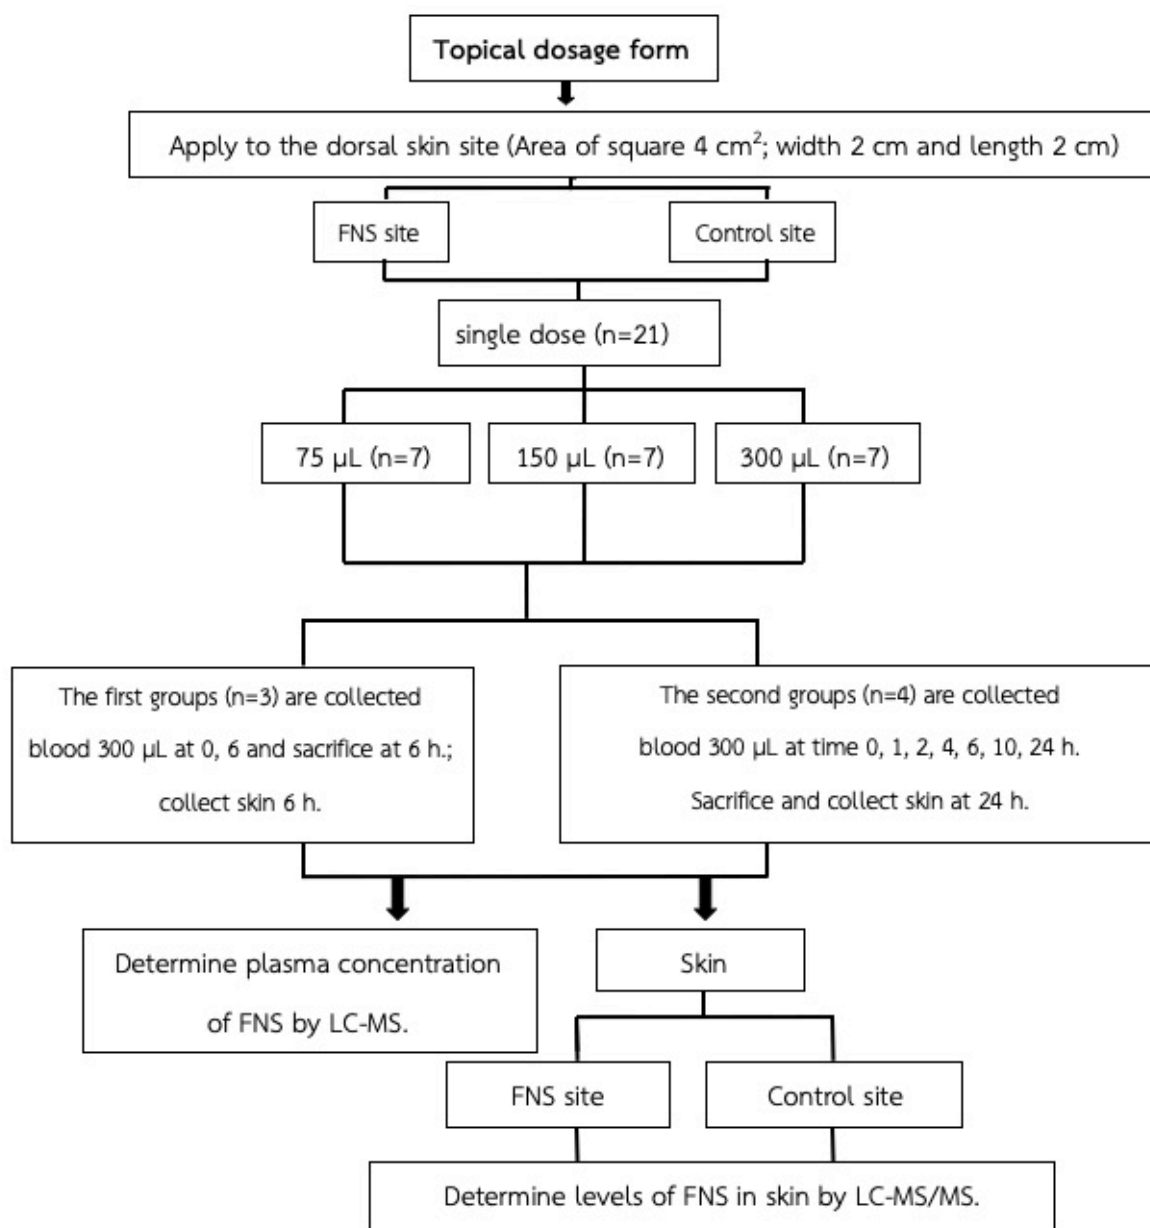 Topical dosage form
Apply to the dorsal skin site (Area of square 4 cm²; width 2 cm and length 2 cm)
FNS site
Control site
single dose (n=21)
75 µL (n=7)
150 µL (n=7)
300 µL (n=7)
The first groups (n=3) are collected
blood 300 µL at 0, 6 and sacrifice at 6 h.;
collect skin 6 h.
The second groups (n=4) are collected
blood 300 µL at time 0, 1, 2, 4, 6, 10, 24 h.
Sacrifice and collect skin at 24 h.
Determine plasma concentration
of FNS by LC-MS.
Skin
FNS site
Control site
Determine levels of FNS in skin by LC-MS/MS.